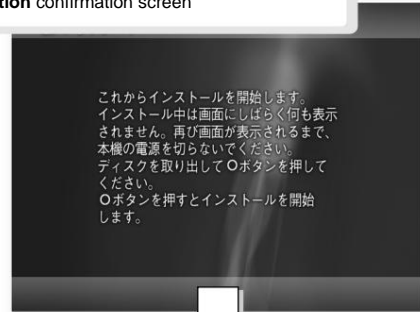 tion confirmation screen
これからインストールを開始します。
インストール中は画面にしばらく何も表示
されません。再び画面が表示されるまで、
本機の電源を切らないでください。
ディスクを取り出して○ボタンを押して
ください。
○ボタンを押すとインストールを開始
します。